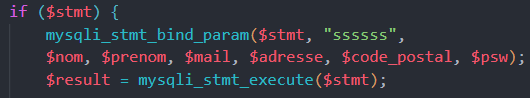 if ($stmt) {
mysqli_stmt_bind_param($stmt, "ssssss",
$nom, $prenom, $mail, $adresse, $code_postal, $psw);
$result = mysqli_stmt_execute($stmt);